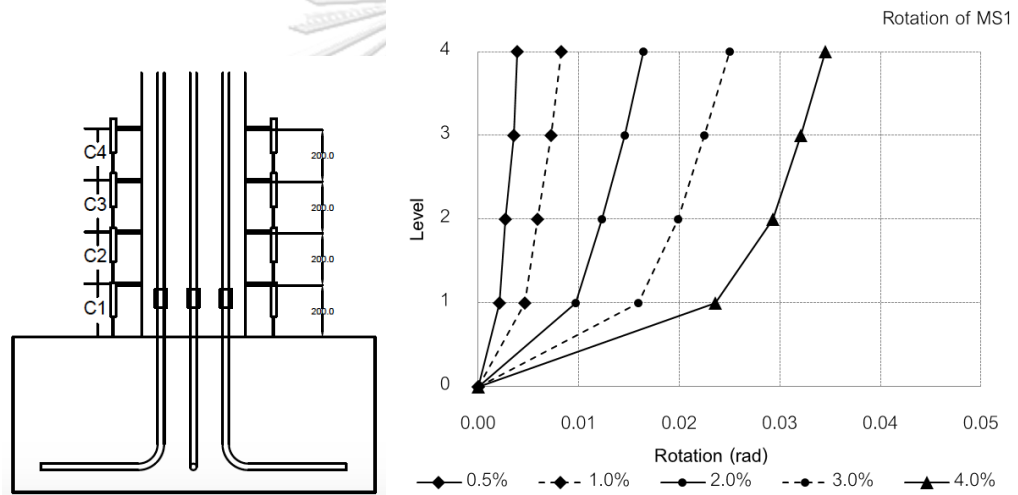 C4
C3
C2
C1
200.0
200.0
200.0
200.0
Rotation of MS1
Level
4
3
2
1
0
0.00 0.01 0.02 0.03 0.04 0.05
Rotation (rad)
0.5% 1.0% 2.0% 3.0% 4.0%